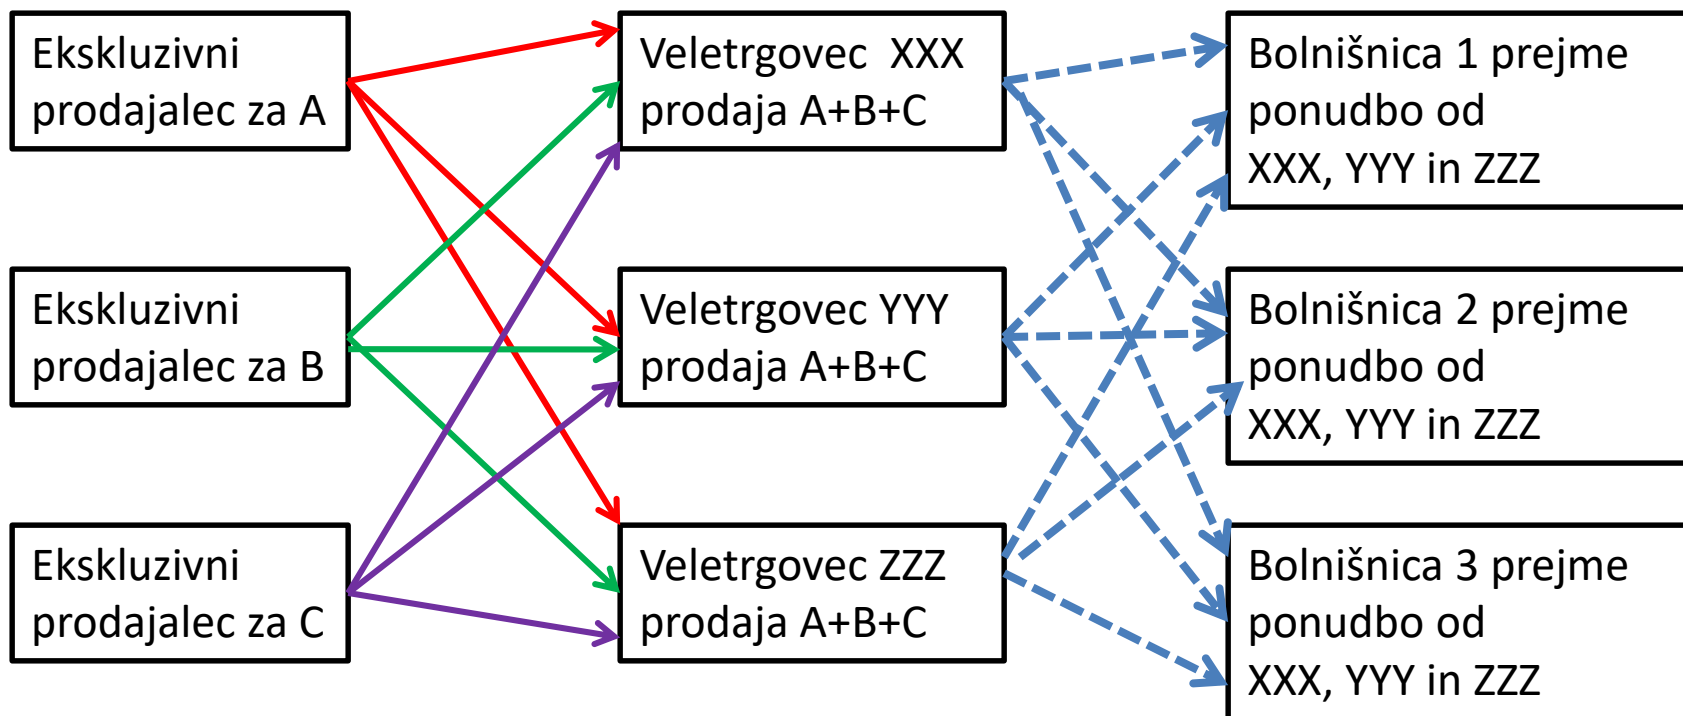 Ekskluzivni
prodajalec za A
Veletrgovec  XXX
prodaja A+B+C
Bolnišnica 1 prejme
ponudbo od
XXX, YYY in ZZZ
Ekskluzivni
prodajalec za B
Veletrgovec YYY
prodaja A+B+C
Bolnišnica 2 prejme
ponudbo od
XXX, YYY in ZZZ
Ekskluzivni
prodajalec za C
Veletrgovec ZZZ
prodaja A+B+C
Bolnišnica 3 prejme
ponudbo od
XXX, YYY in ZZZ